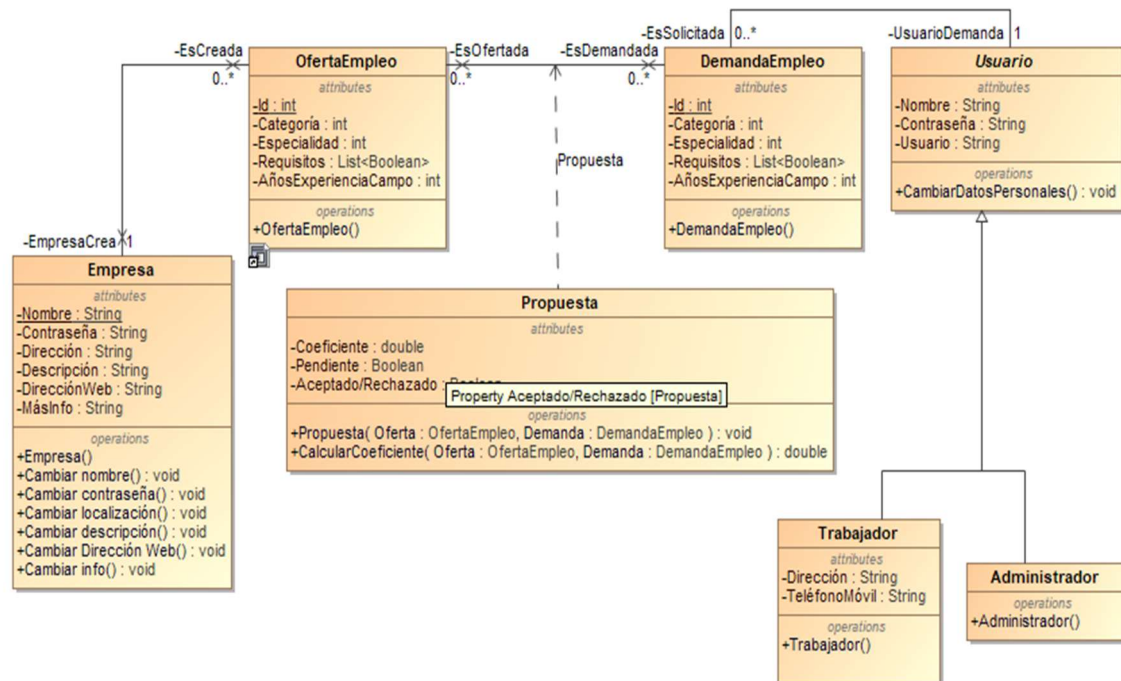 -EsCreada
0..*
OfertaEmpleo
attributes
-Id : int
-Categoría : int
-Especialidad : int
-Requisitos : List<Boolean>
-AñosExperienciaCampo : int
operations
+OfertaEmpleo()
-EsOfertada
0..*
-EsDemandada
0..*
Propuesta
-EsSolicitada
0..*
DemandaEmpleo
attributes
-Id : int
-Categoría : int
-Especialidad : int
-Requisitos : List<Boolean>
-AñosExperienciaCampo : int
operations
+DemandaEmpleo()
-UsuarioDemanda
1
Usuario
attributes
-Nombre : String
-Contraseña : String
-Usuario : String
operations
+CambiarDatosPersonales() : void
-EmpresaCrea
1
Empresa
attributes
-Nombre : String
-Contraseña : String
-Dirección : String
-Descripción : String
-DirecciónWeb : String
-MásInfo : String
operations
+Empresa()
+Cambiar nombre() : void
+Cambiar contraseña() : void
+Cambiar localización() : void
+Cambiar descripción() : void
+Cambiar Dirección Web() : void
+Cambiar info() : void
Propuesta
attributes
-Coeficiente : double
-Pendiente : Boolean
-Aceptado/Rechazado :
Property Aceptado/Rechazado [Propuesta]
operations
+Propuesta( Oferta : OfertaEmpleo, Demanda : DemandaEmpleo ) : void
+CalcularCoeficiente( Oferta : OfertaEmpleo, Demanda : DemandaEmpleo ) : double
Trabajador
attributes
-Dirección : String
-TeléfonoMóvil : String
operations
+Trabajador()
Administrador
operations
+Administrador()